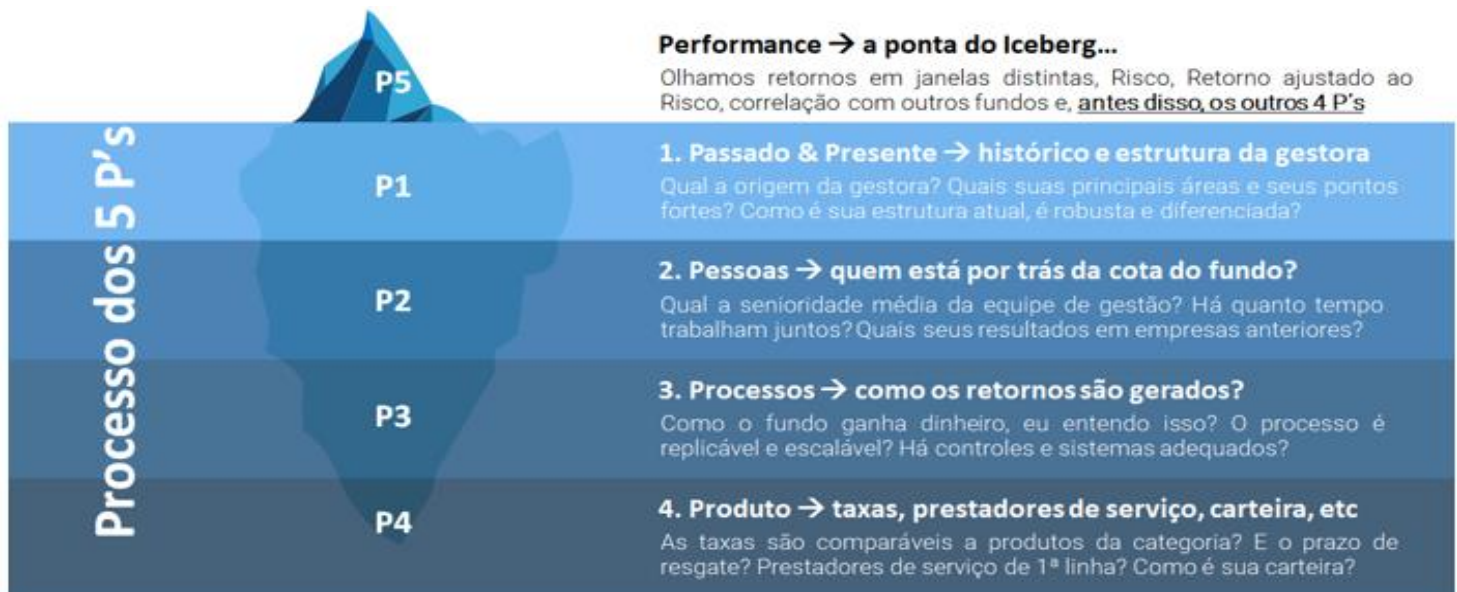 Processo dos 5 P's
P5
Performance → a ponta do Iceberg...
Olhamos retornos em janelas distintas, Risco, Retorno ajustado ao
Risco, correlação com outros fundos e, antes disso, os outros 4 P's
P1
1. Passado & Presente → histórico e estrutura da gestora
Qual a origem da gestora? Quais suas principais áreas e seus pontos
fortes? Como é sua estrutura atual, é robusta e diferenciada?
P2
2. Pessoas → quem está por trás da cota do fundo?
Qual a senioridade média da equipe de gestão? Há quanto tempo
trabalham juntos? Quais seus resultados em empresas anteriores?
P3
3. Processos → como os retornos são gerados?
Como o fundo ganha dinheiro, eu entendo isso? O processo é
replicável e escalável? Há controles e sistemas adequados?
P4
4. Produto → taxas, prestadores de serviço, carteira, etc
As taxas são comparáveis a produtos da categoria? E o prazo de
resgate? Prestadores de serviço de 1ª linha? Como é sua carteira?